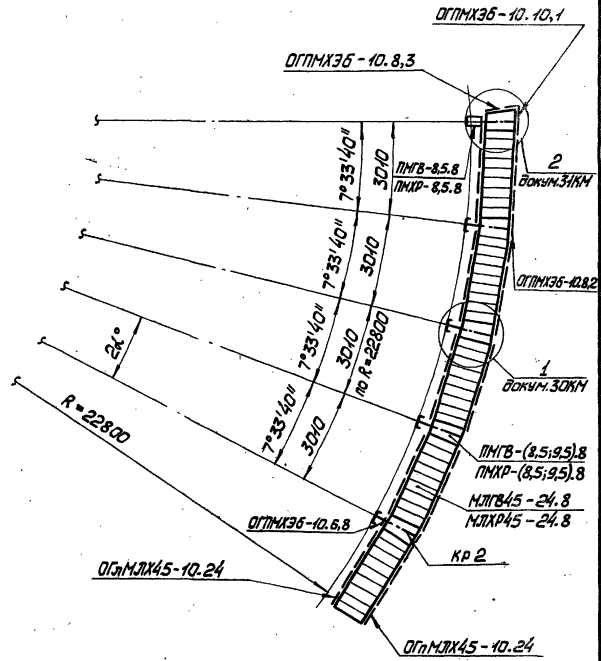 ОГПМХЭБ-10.10,1
ОГПМХЭБ-10.8,3
ПМГВ-8,5.8
ПМХР-8,5.8
2
докум.31КМ
7°33'40"
3010
7°33'40"
3010
ОГПМХЭБ-10.8,2
7°33'40"
3010
по R=22800
1
докум.30КМ
2α°
7°33'40"
3010
R=22800
ПМГВ-(8,5;9,5).8
ПМХР-(8,5;9,5).8
МЛГВ45-24.8
МЛХР45-24.8
ОГПМХЭБ-10.6,8
КР2
ОГлМЛХ45-10.24
ОГпМЛХ45-10.24